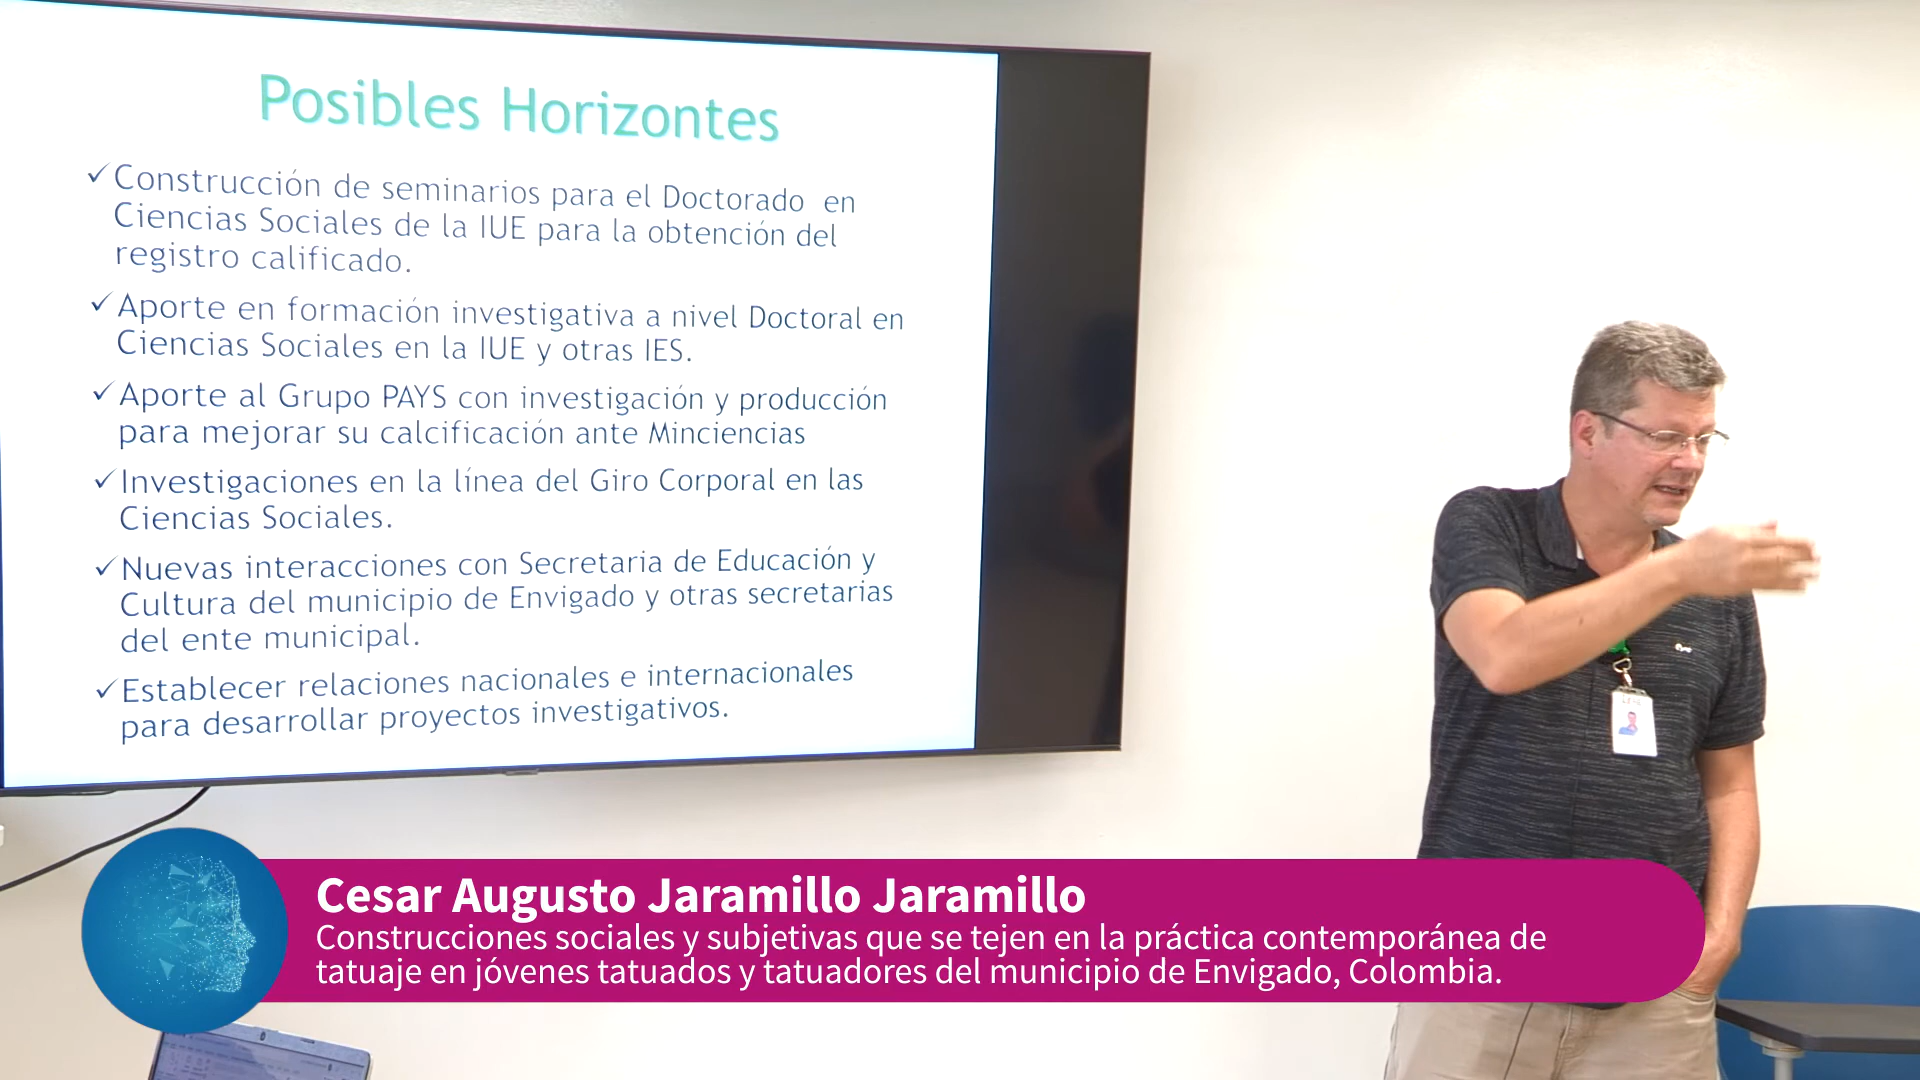 Posibles Horizontes
✓Construcción de seminarios para el Doctorado en
Ciencias Sociales de la IUE para la obtención del
registro calificado.
✓Aporte en formación investigativa a nivel Doctoral en
Ciencias Sociales en la IUE y otras IES.
✓Aporte al Grupo PAYS con investigación y producción
para mejorar su calcificación ante Minciencias
✓Investigaciones en la línea del Giro Corporal en las
Ciencias Sociales.
✓Nuevas interacciones con Secretaria de Educación y
Cultura del municipio de Envigado y otras secretarias
del ente municipal.
✓Establecer relaciones nacionales e internacionales
para desarrollar proyectos investigativos.
Cesar Augusto Jaramillo Jaramillo
Construcciones sociales y subjetivas que se tejen en la práctica contemporánea de
tatuaje en jóvenes tatuados y tatuadores del municipio de Envigado, Colombia.